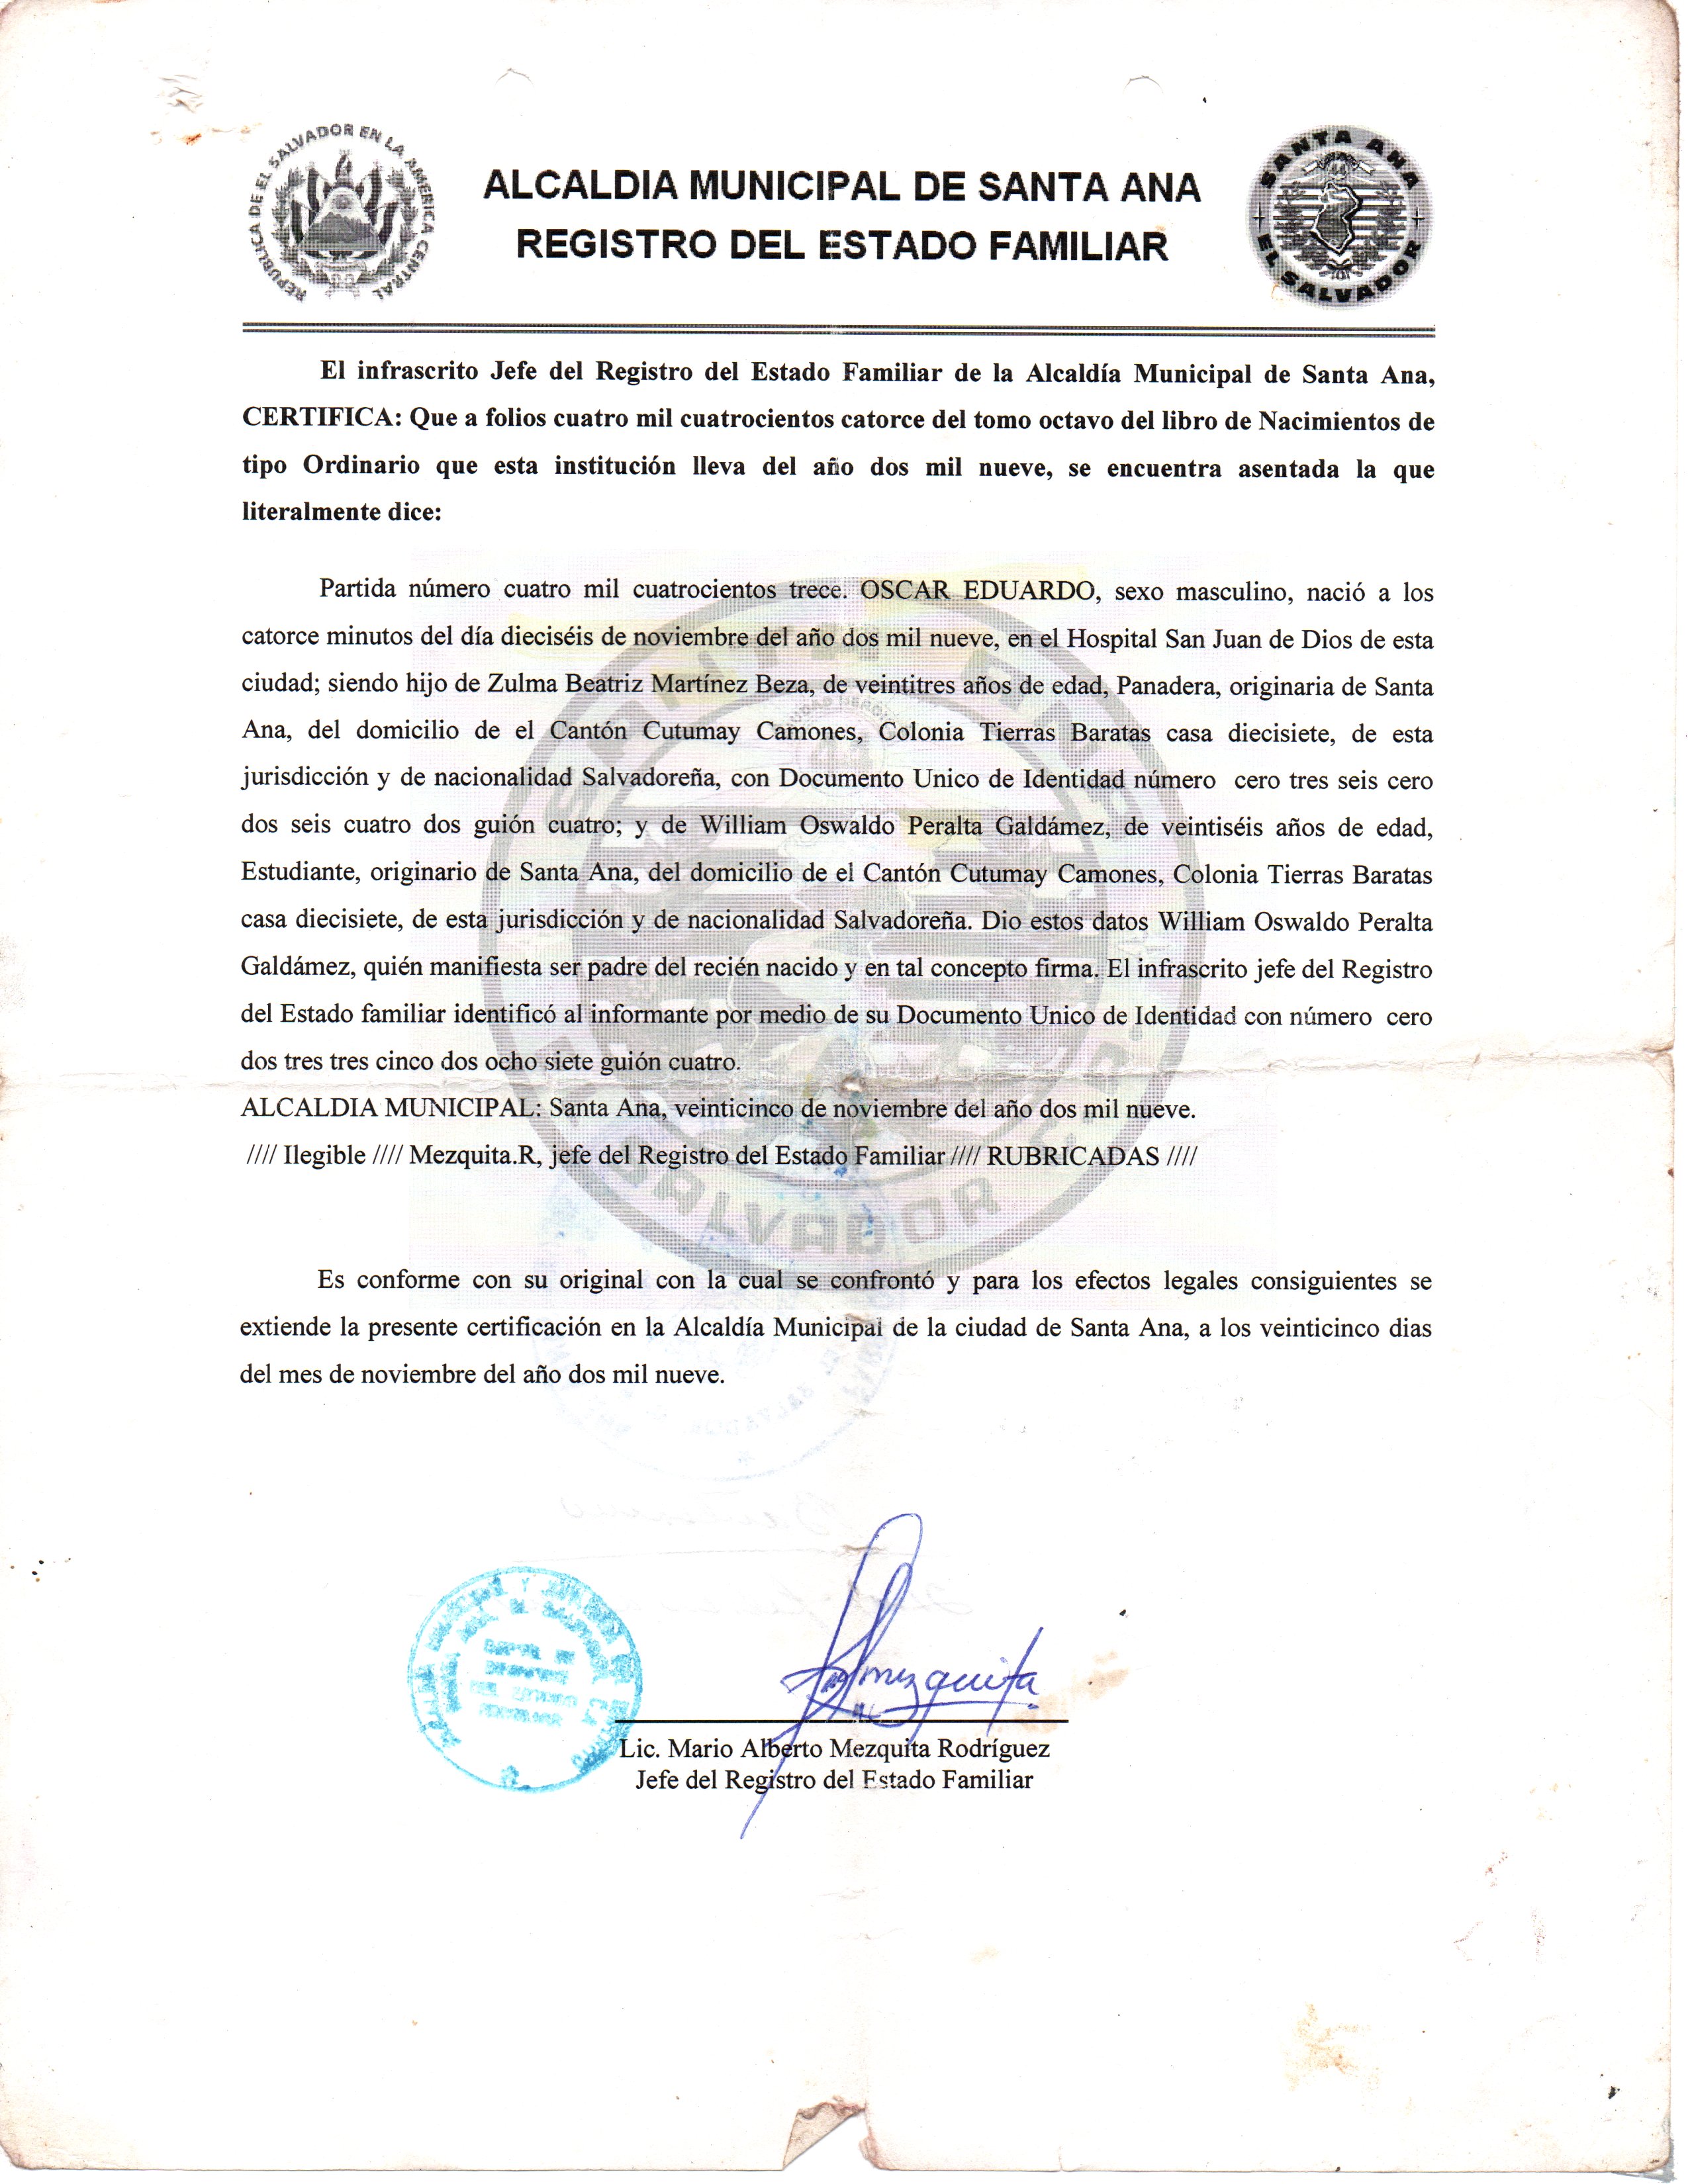 REPUBLICA DE EL SALVADOR EN LA AMERICA CENTRAL
ALCALDIA MUNICIPAL DE SANTA ANA
REGISTRO DEL ESTADO FAMILIAR
SANTA ANA
44
EL SALVADOR
El infrascrito Jefe del Registro del Estado Familiar de la Alcaldía Municipal de Santa Ana,
CERTIFICA: Que a folios cuatro mil cuatrocientos catorce del tomo octavo del libro de Nacimientos de
tipo Ordinario que esta institución lleva del año dos mil nueve, se encuentra asentada la que
literalmente dice:
Partida número cuatro mil cuatrocientos trece. OSCAR EDUARDO, sexo masculino, nació a los
catorce minutos del día dieciséis de noviembre del año dos mil nueve, en el Hospital San Juan de Dios de esta
ciudad; siendo hijo de Zulma Beatriz Martínez Beza, de veintitres años de edad, Panadera, originaria de Santa
Ana, del domicilio de el Cantón Cutumay Camones, Colonia Tierras Baratas casa diecisiete, de esta
jurisdicción y de nacionalidad Salvadoreña, con Documento Unico de Identidad número cero tres seis cero
dos seis cuatro dos guión cuatro; y de William Oswaldo Peralta Galdámez, de veintiséis años de edad,
Estudiante, originario de Santa Ana, del domicilio de el Cantón Cutumay Camones, Colonia Tierras Baratas
casa diecisiete, de esta jurisdicción y de nacionalidad Salvadoreña. Dio estos datos William Oswaldo Peralta
Galdámez, quién manifiesta ser padre del recién nacido y en tal concepto firma. El infrascrito jefe del Registro
del Estado familiar identificó al informante por medio de su Documento Unico de Identidad con número cero
dos tres tres cinco dos ocho siete guión cuatro.
ALCALDIA MUNICIPAL: Santa Ana, veinticinco de noviembre del año dos mil nueve.
//// Ilegible //// Mezquita.R, jefe del Registro del Estado Familiar //// RUBRICADAS ////
Es conforme con su original con la cual se confrontó y para los efectos legales consiguientes se
extiende la presente certificación en la Alcaldía Municipal de la ciudad de Santa Ana, a los veinticinco dias
del mes de noviembre del año dos mil nueve.
mezquita
Lic. Mario Alberto Mezquita Rodríguez
Jefe del Registro del Estado Familiar